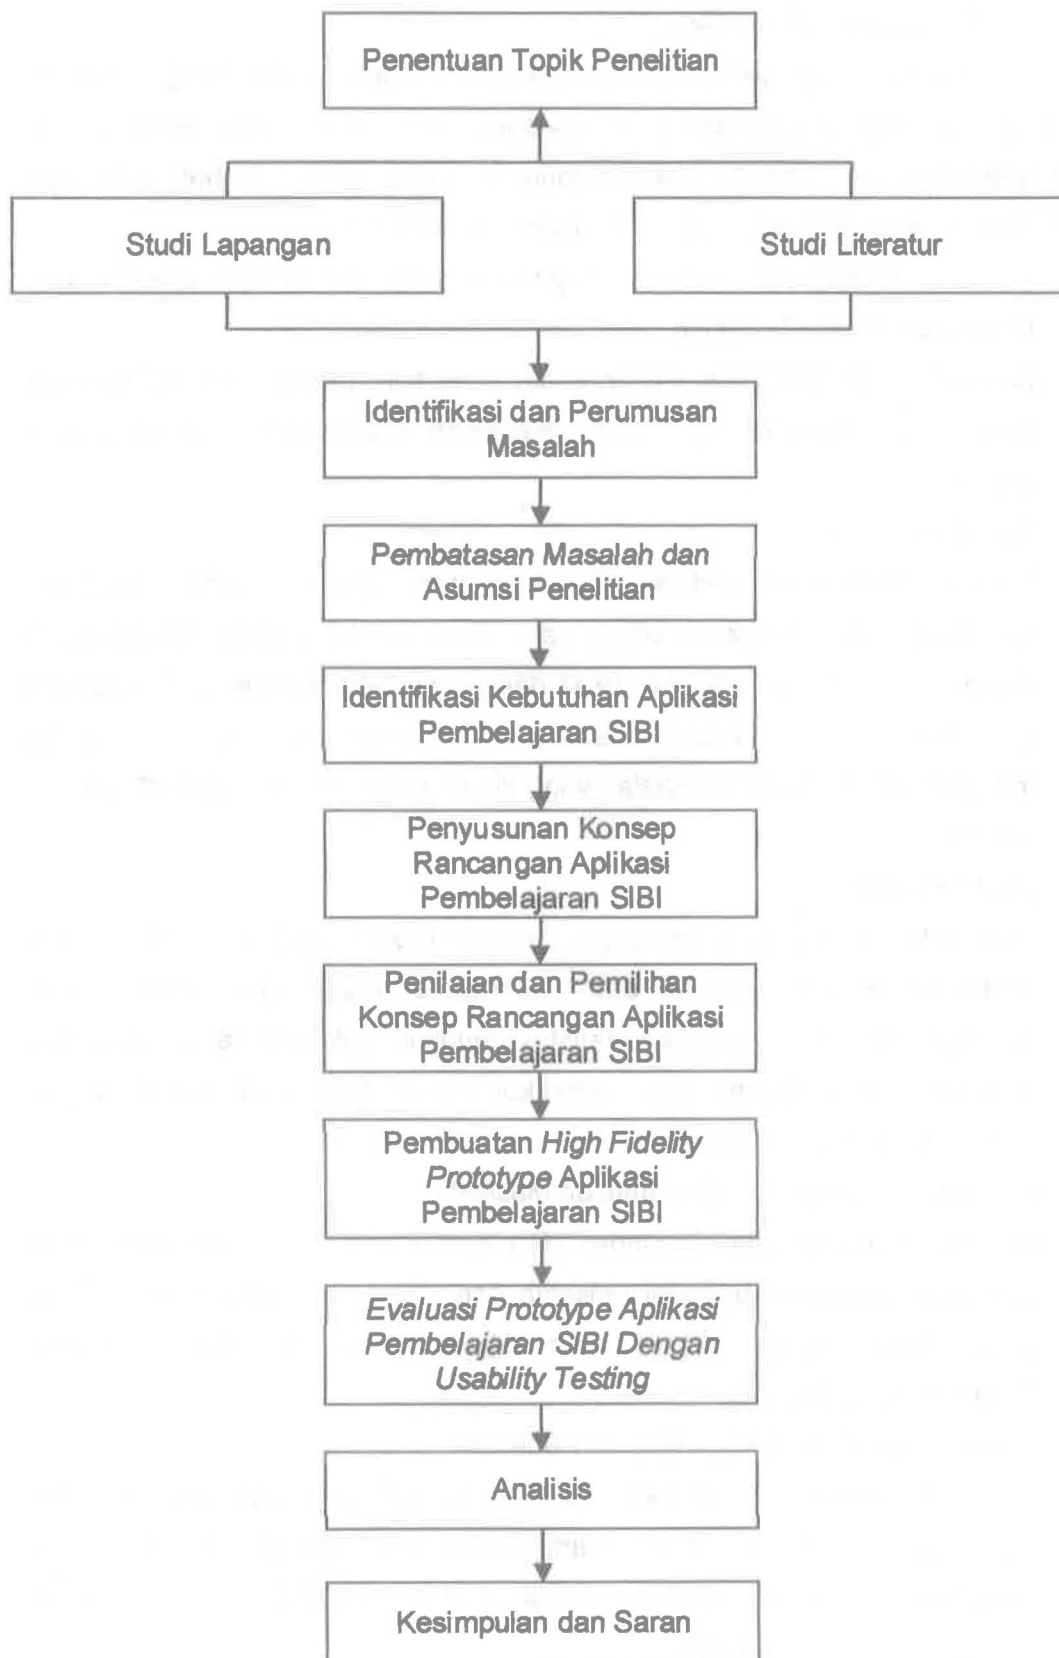 Penentuan Topik Penelitian
Studi Lapangan
Studi Literatur
Identifikasi dan Perumusan
Masalah
Pembatasan Masalah dan
Asumsi Penelitian
Identifikasi Kebutuhan Aplikasi
Pembelajaran SIBI
Penyusunan Konsep
Rancangan Aplikasi
Pembelajaran SIBI
Penilaian dan Pemilihan
Konsep Rancangan Aplikasi
Pembelajaran SIBI
Pembuatan High Fidelity
Prototype Aplikasi
Pembelajaran SIBI
Evaluasi Prototype Aplikasi
Pembelajaran SIBI Dengan
Usability Testing
Analisis
Kesimpulan dan Saran